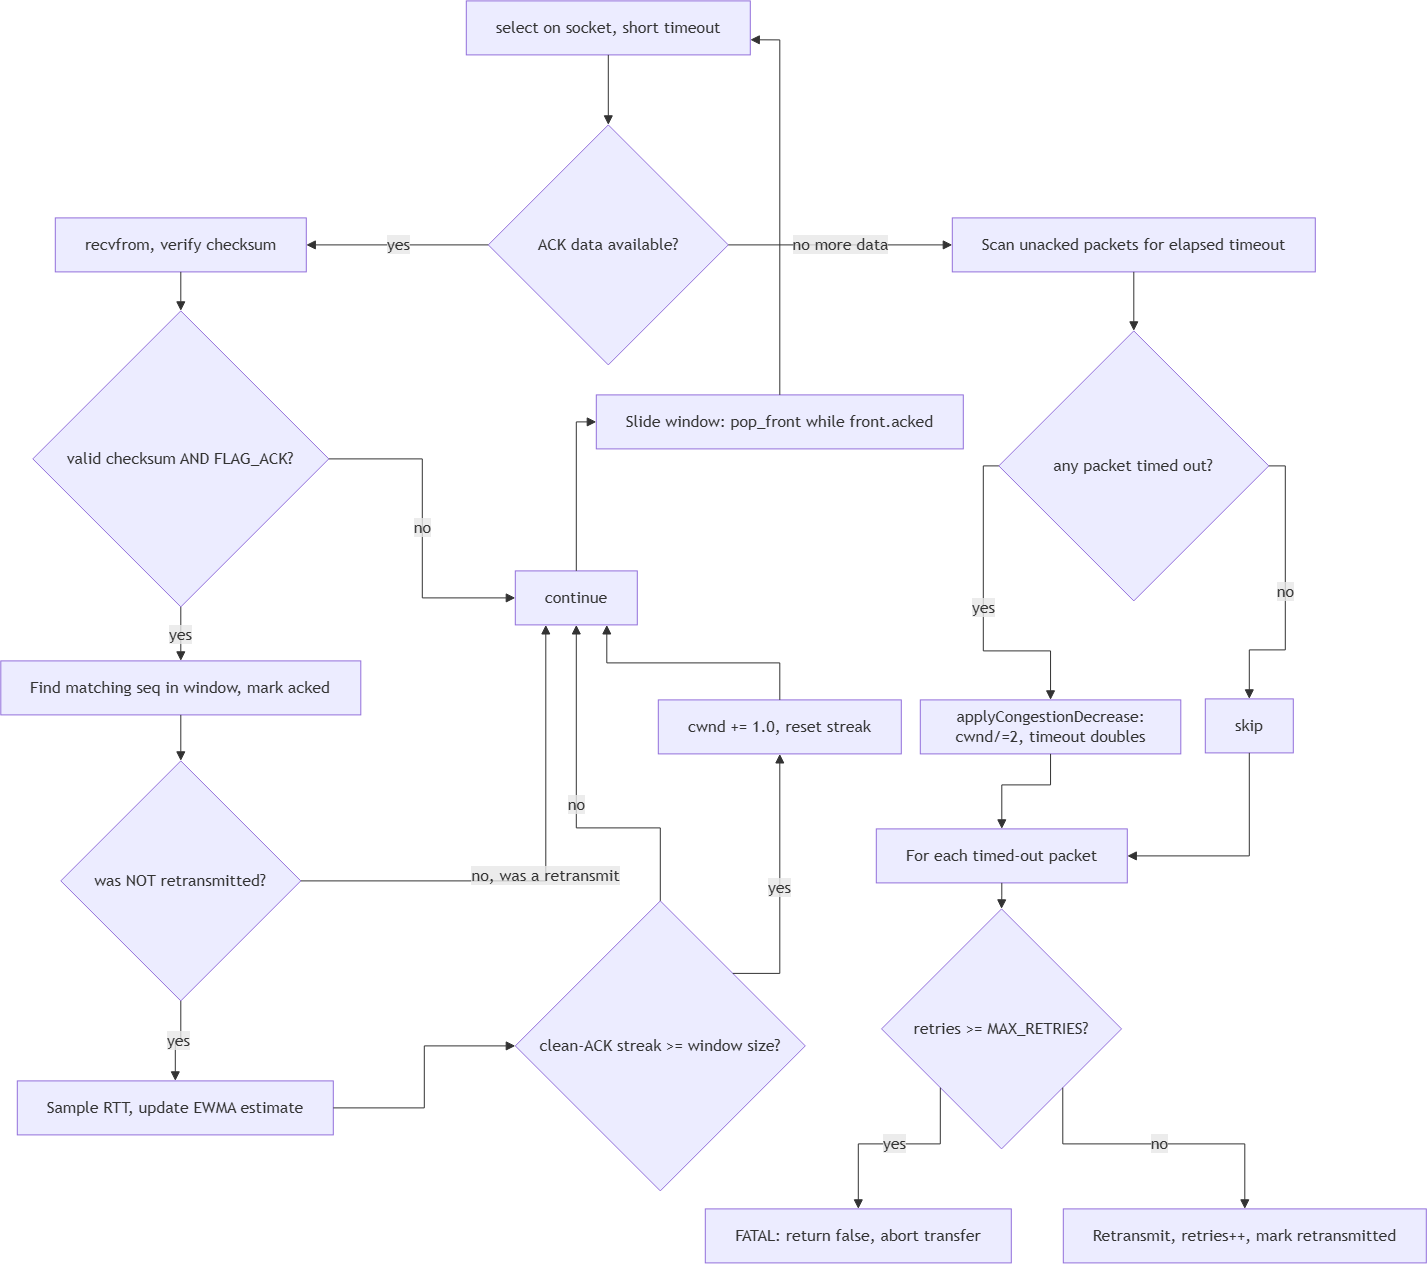 select on socket, short timeout
ACK data available?
yes
no more data
recvfrom, verify checksum
Scan unacked packets for elapsed timeout
valid checksum AND FLAG_ACK?
no
yes
Slide window: pop_front while front.acked
any packet timed out?
yes
no
continue
Find matching seq in window, mark acked
cwnd += 1.0, reset streak
applyCongestionDecrease:
cwnd/=2, timeout doubles
skip
no
was NOT retransmitted?
no, was a retransmit
yes
yes
For each timed-out packet
Sample RTT, update EWMA estimate
clean-ACK streak >= window size?
retries >= MAX_RETRIES?
yes
no
FATAL: return false, abort transfer
Retransmit, retries++, mark retransmitted